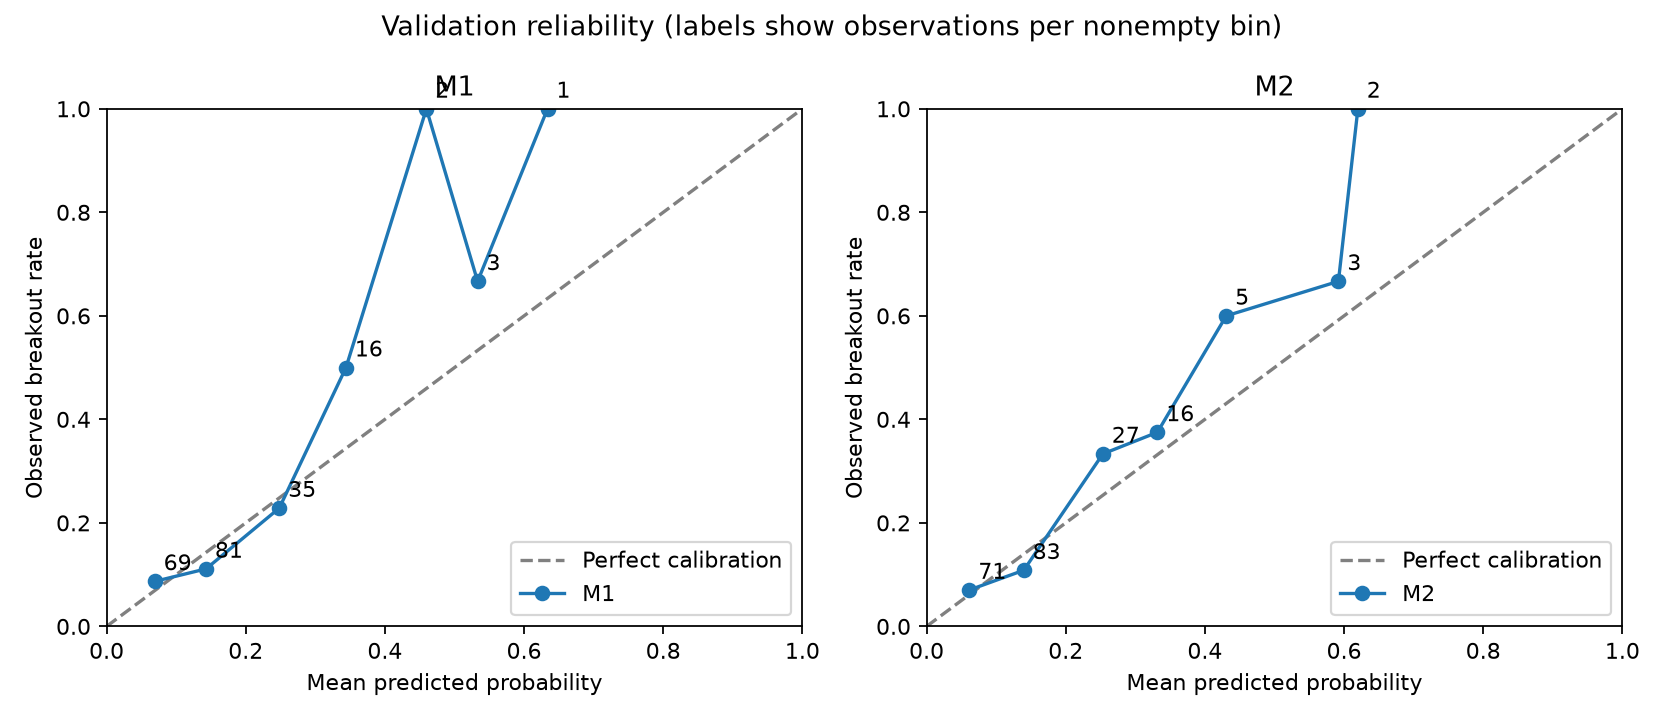 Validation reliability (labels show observations per nonempty bin)
M1
2
1
1.0
3
0.8
0.6
16
0.4
35
0.2
69
81
0.0
Observed breakout rate
Perfect calibration
M1
0.0 0.2 0.4 0.6 0.8 1.0
Mean predicted probability
M2
2
1.0
3
0.8
5
0.6
16
27
0.4
83
71
0.2
0.0
Observed breakout rate
Perfect calibration
M2
0.0 0.2 0.4 0.6 0.8 1.0
Mean predicted probability